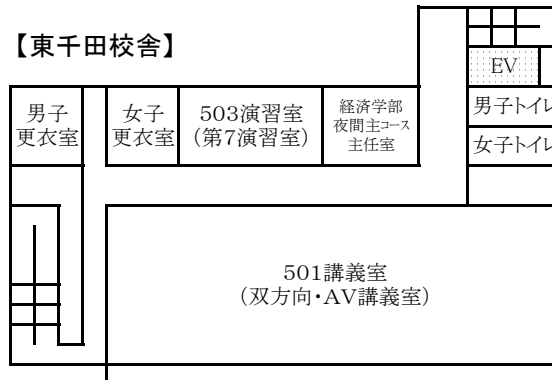 【東千田校舎】
EV
男子
更衣室
女子
更衣室
503演習室
(第7演習室)
経済学部
夜間主コース
主任室
男子トイレ
女子トイレ
501講義室
(双方向・AV講義室)